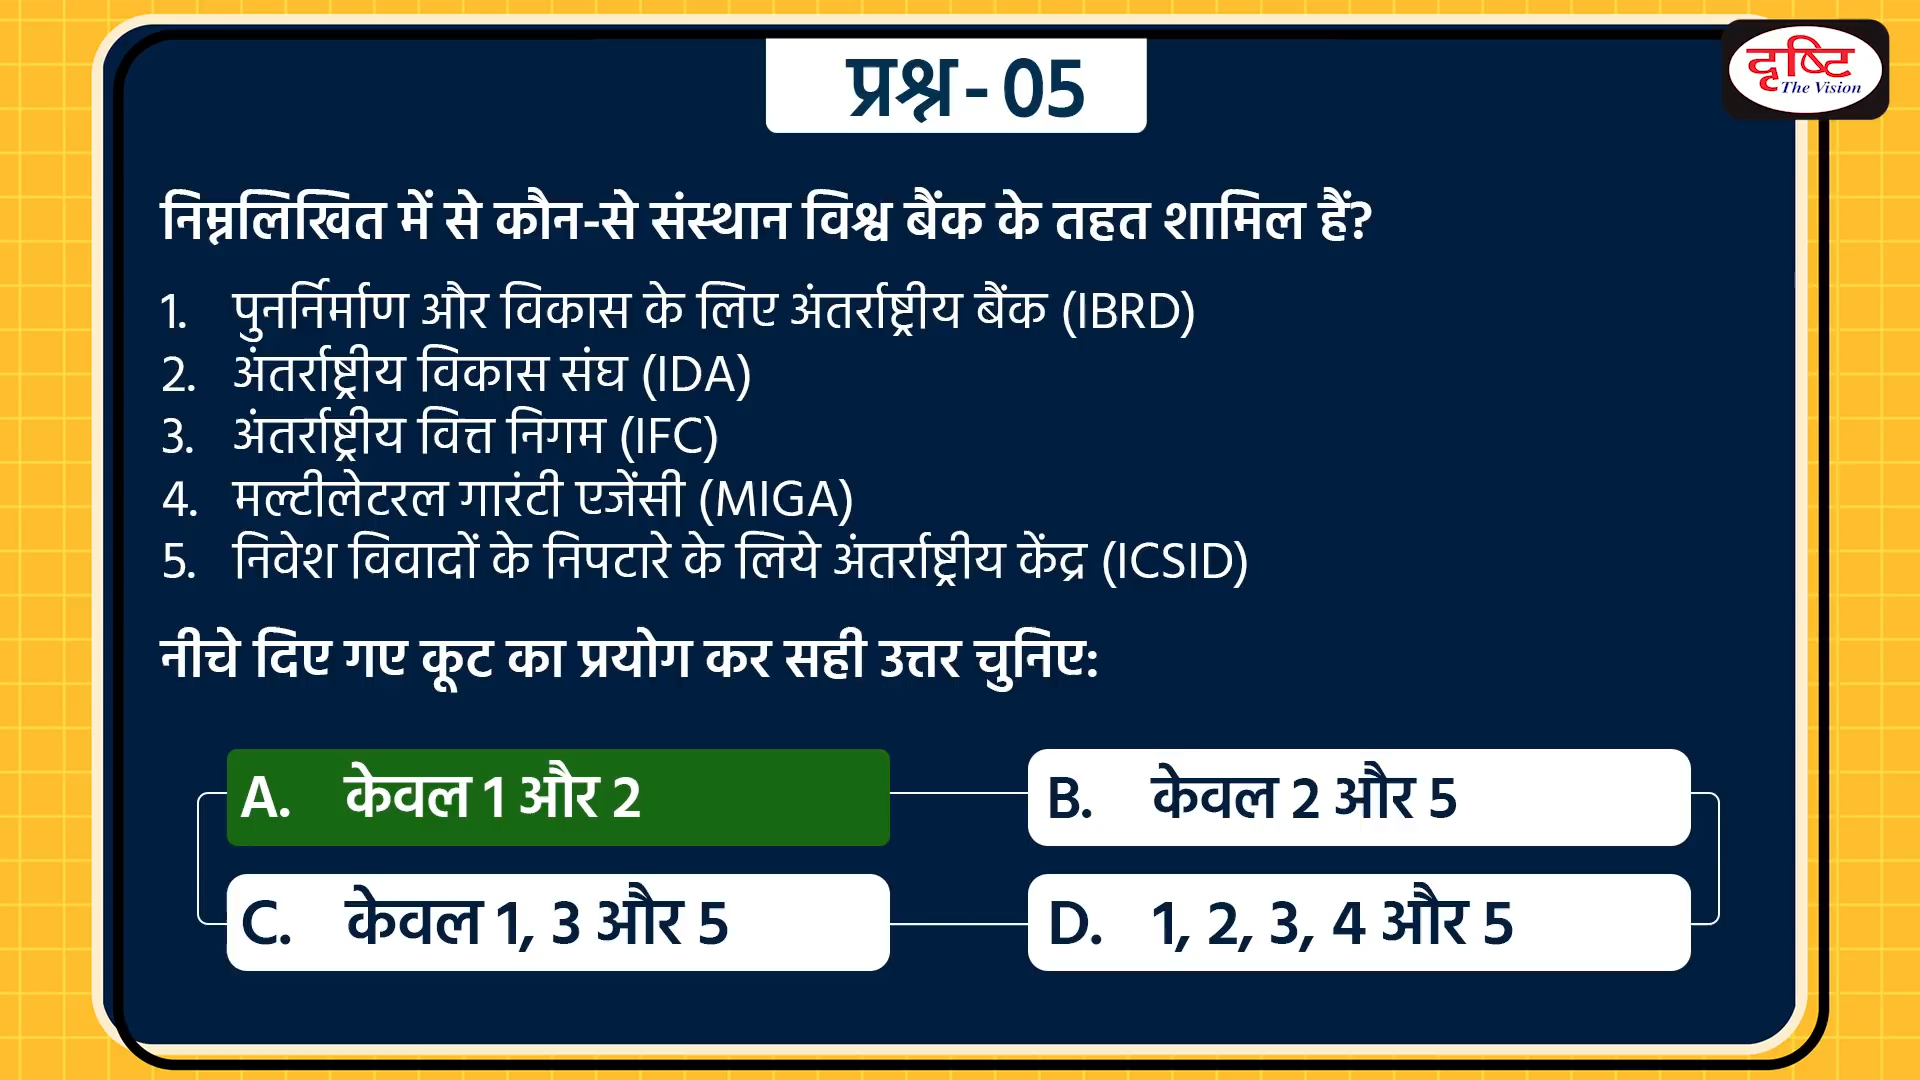 प्रश्न - 05
दृष्टि
The Vision
निम्नलिखित में से कौन-से संस्थान विश्व बैंक के तहत शामिल हैं?
1. पुनर्निर्माण और विकास के लिए अंतर्राष्ट्रीय बैंक (IBRD)
2. अंतर्राष्ट्रीय विकास संघ (IDA)
3. अंतर्राष्ट्रीय वित्त निगम (IFC)
4. मल्टीलेटरल गारंटी एजेंसी (MIGA)
5. निवेश विवादों के निपटारे के लिये अंतर्राष्ट्रीय केंद्र (ICSID)
नीचे दिए गए कूट का प्रयोग कर सही उत्तर चुनिए:
A. केवल 1 और 2
B. केवल 2 और 5
C. केवल 1, 3 और 5
D. 1, 2, 3, 4 और 5